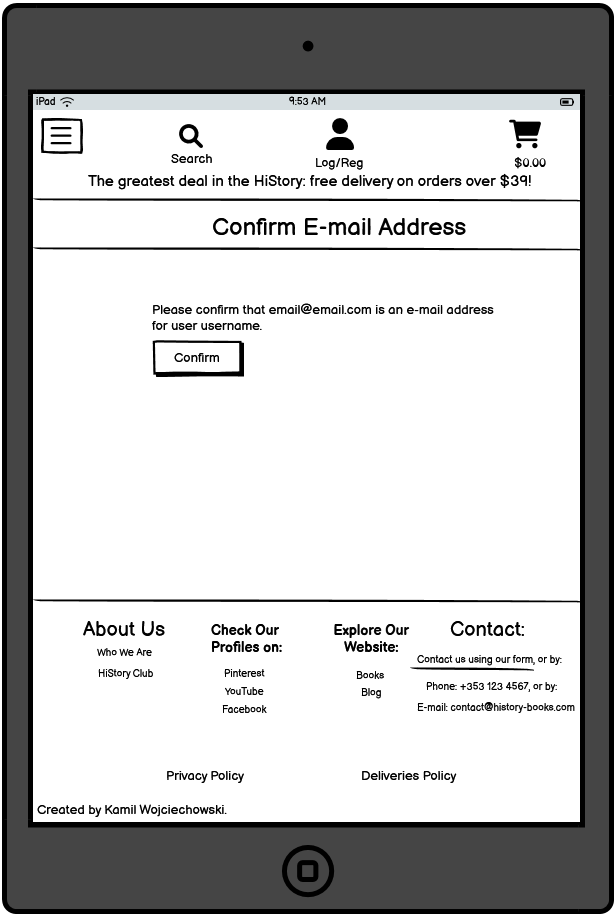 iPad 9:53 AM
Search
Log/Reg
$0.00
The greatest deal in the HiStory: free delivery on orders over $39!
Confirm E-mail Address
Please confirm that email@email.com is an e-mail address
for user username.
Confirm
About Us
Who We Are
HiStory Club
Check Our
Profiles on:
Pinterest
YouTube
Facebook
Explore Our
Website:
Books
Blog
Contact:
Contact us using our form, or by:
Phone: +353 123 4567, or by:
E-mail: contact@history-books.com
Privacy Policy
Deliveries Policy
Created by Kamil Wojciechowski.